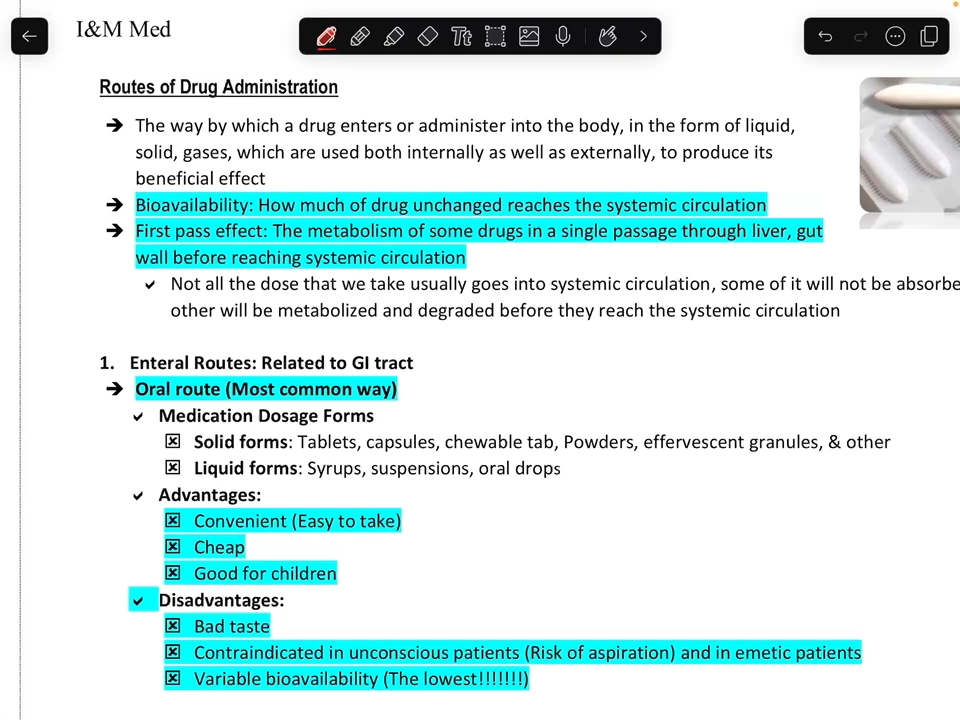 I&M Med
Tt
Routes of Drug Administration
➔ The way by which a drug enters or administer into the body, in the form of liquid,
solid, gases, which are used both internally as well as externally, to produce its
beneficial effect
➔ Bioavailability: How much of drug unchanged reaches the systemic circulation
➔ First pass effect: The metabolism of some drugs in a single passage through liver, gut
wall before reaching systemic circulation
✓ Not all the dose that we take usually goes into systemic circulation, some of it will not be absorbe
other will be metabolized and degraded before they reach the systemic circulation
1. Enteral Routes: Related to GI tract
➔ Oral route (Most common way)
✓ Medication Dosage Forms
☒ Solid forms: Tablets, capsules, chewable tab, Powders, effervescent granules, & other
☒ Liquid forms: Syrups, suspensions, oral drops
✓ Advantages:
☒ Convenient (Easy to take)
☒ Cheap
☒ Good for children
✓ Disadvantages:
☒ Bad taste
☒ Contraindicated in unconscious patients (Risk of aspiration) and in emetic patients
☒ Variable bioavailability (The lowest!!!!!!!)